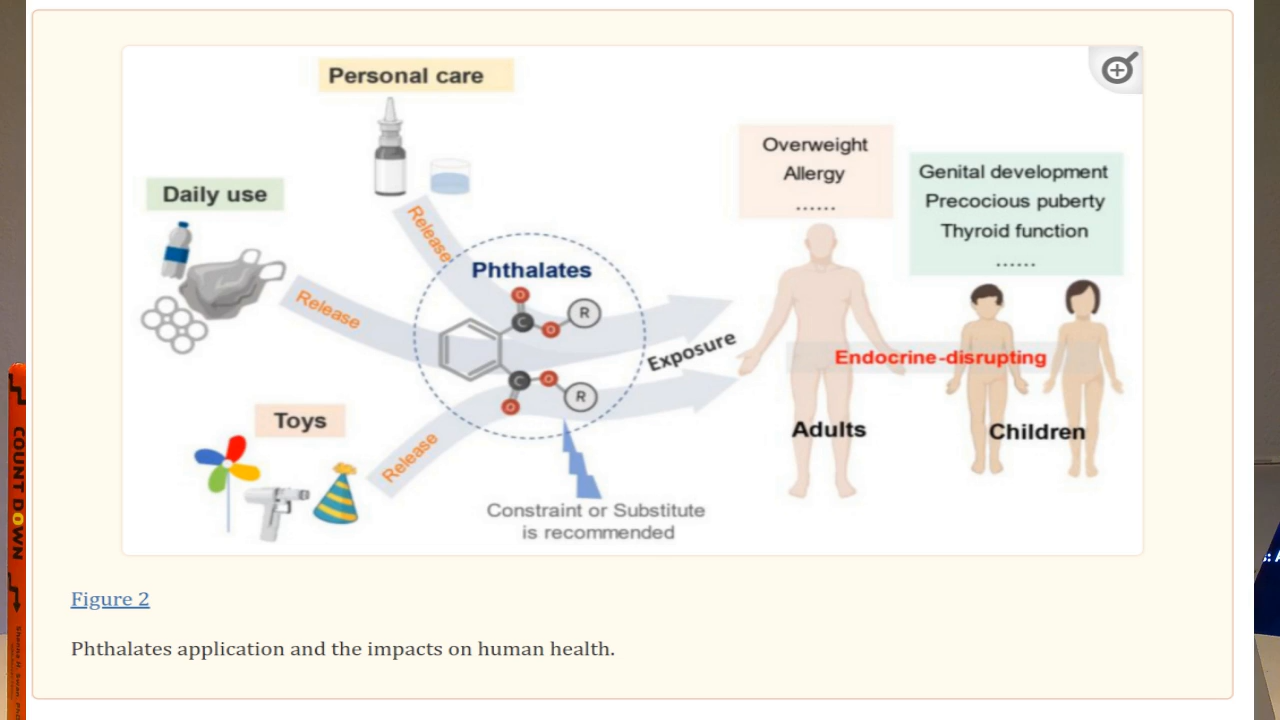 Personal care
Daily use
Toys
Release
Release
Release
Phthalates
O
C
O
R
C
O
O
R
Exposure
Constraint or Substitute
is recommended
Overweight
Allergy
......
Genital development
Precocious puberty
Thyroid function
......
Endocrine-disrupting
Adults
Children
Figure 2
Phthalates application and the impacts on human health.
COUNT DOWN